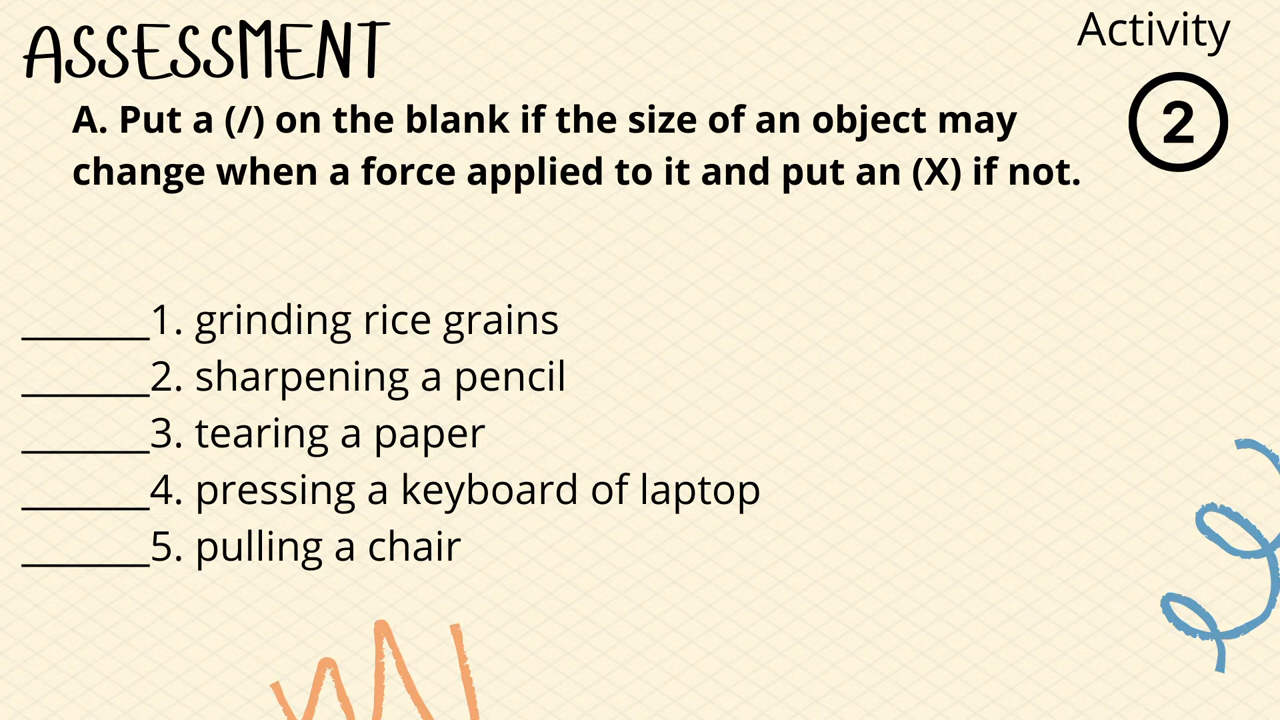 ASSESSMENT
Activity
2
A. Put a (/) on the blank if the size of an object may
change when a force applied to it and put an (X) if not.
_______1. grinding rice grains
_______2. sharpening a pencil
_______3. tearing a paper
_______4. pressing a keyboard of laptop
_______5. pulling a chair